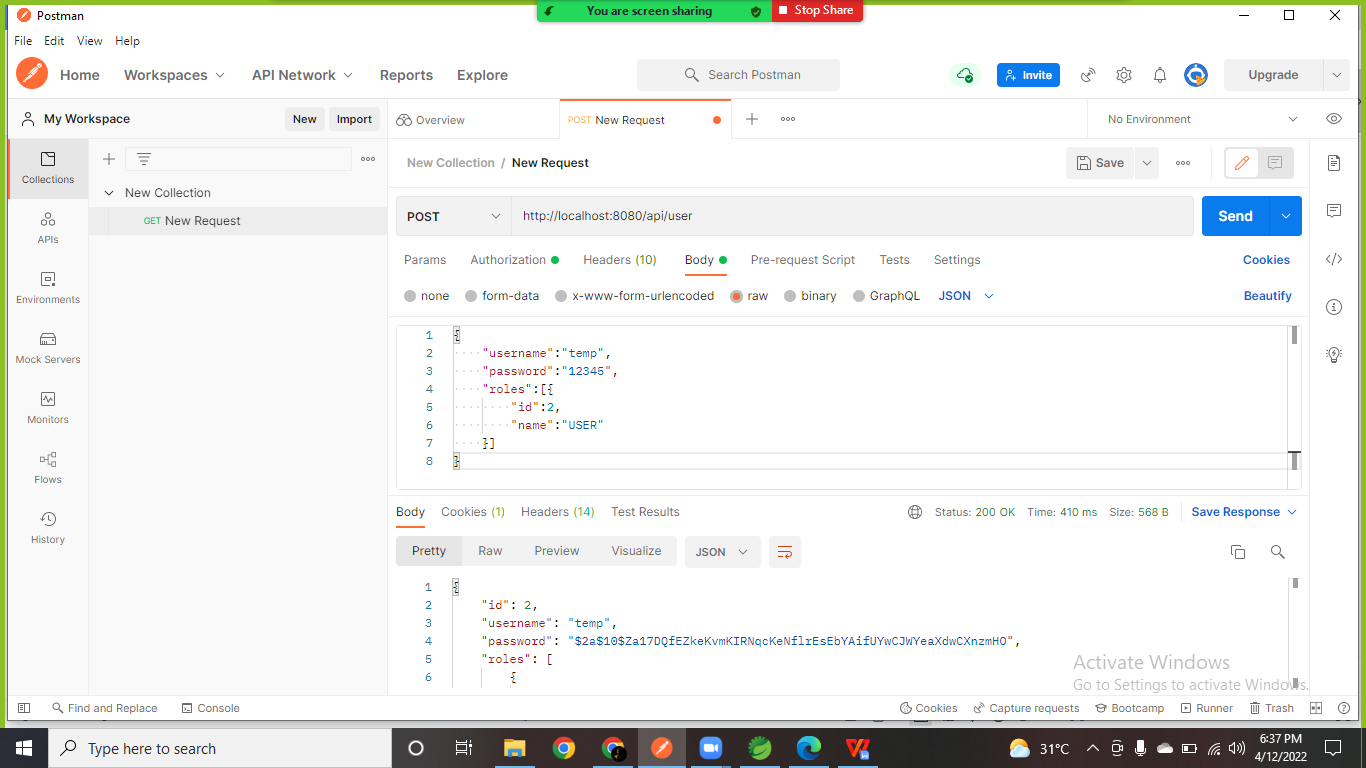 Postman
You are screen sharing
Stop Share
File Edit View Help
Home Workspaces API Network Reports Explore
Search Postman
Invite
Upgrade
My Workspace
New Import
Overview
POST New Request
No Environment
Collections
New Collection
GET New Request
APIs
Environments
Mock Servers
Monitors
Flows
History
New Collection / New Request
Save
POST
http://localhost:8080/api/user
Send
Params Authorization Headers (10) Body Pre-request Script Tests Settings Cookies
none form-data x-www-form-urlencoded raw binary GraphQL JSON Beautify
1 {
2 "username":"temp",
3 "password":"12345",
4 "roles":[{
5 "id":2,
6 "name":"USER"
7 }]
8 }
Body Cookies (1) Headers (14) Test Results
Status: 200 OK Time: 410 ms Size: 568 B Save Response
Pretty Raw Preview Visualize JSON
1 {
2 "id": 2,
3 "username": "temp",
4 "password": "$2a$10$Za17DQfEZkeKvmKIRNqcKeNflrEsEbYAifUYwCJWYeaXdwCXnzmHO",
5 "roles": [
6 {
Activate Windows
Go to Settings to activate Windows.
Find and Replace Console
Cookies Capture requests Bootcamp Runner Trash
Type here to search
31°C
6:37 PM
4/12/2022